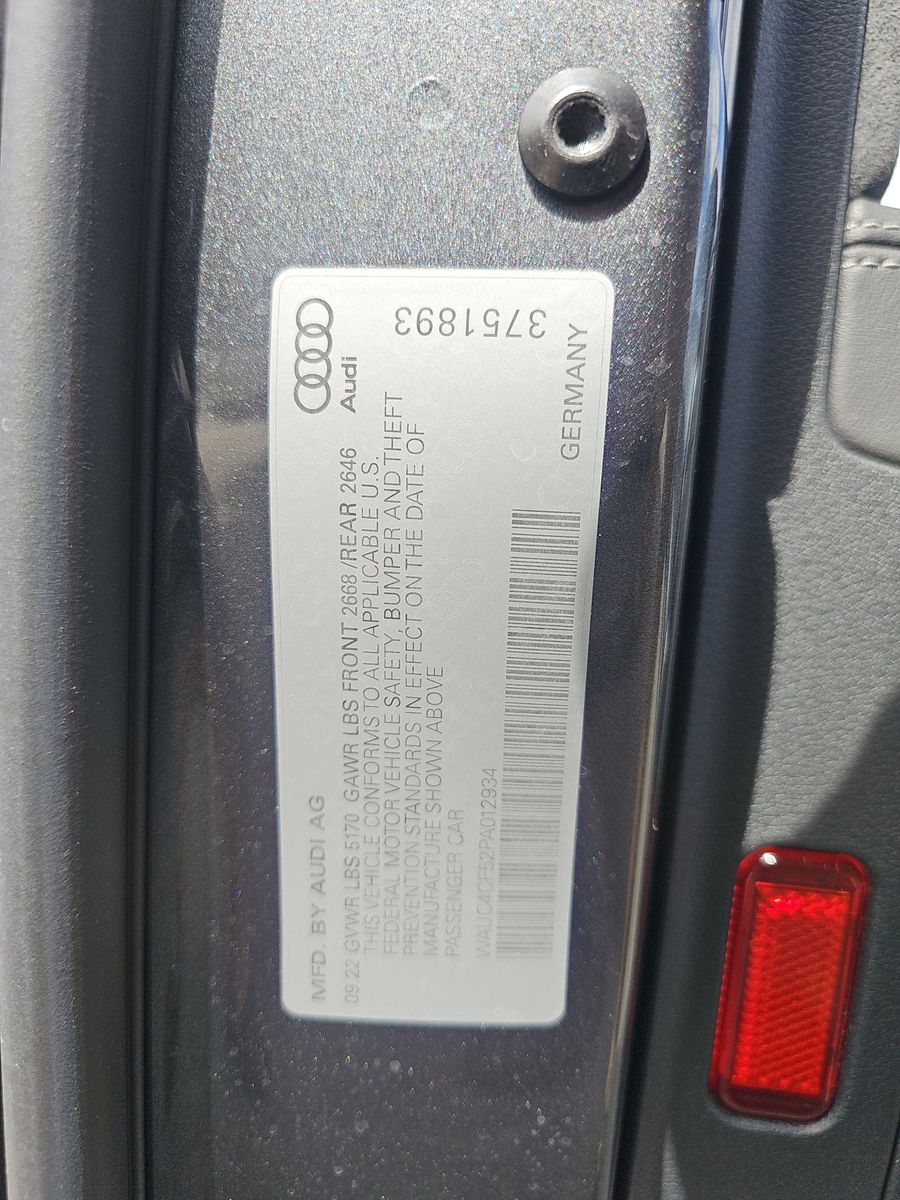 MFD. BY AUDI AG
09 22 GVWR LBS 5170 GAWR LBS FRONT 2668/REAR 2646
THIS VEHICLE CONFORMS TO ALL APPLICABLE U.S.
FEDERAL MOTOR VEHICLE SAFETY, BUMPER AND THEFT
PREVENTION STANDARDS IN EFFECT ON THE DATE OF
MANUFACTURE SHOWN ABOVE
PASSENGER CAR
WAUC4CF52PA012934
Audi
3751893
GERMANY